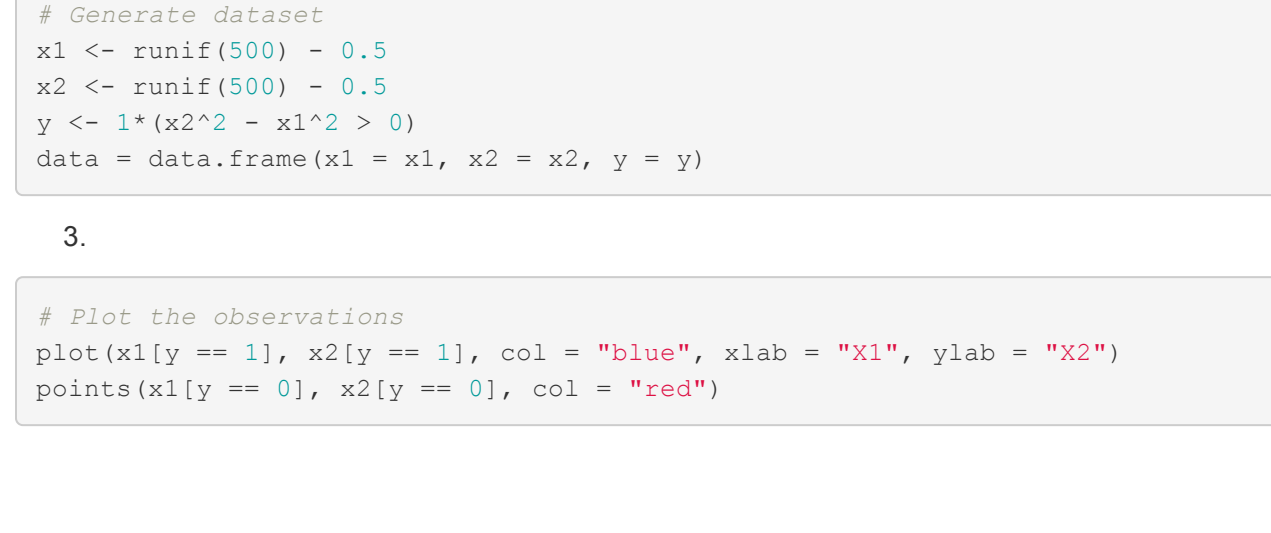 # Generate dataset
x1 <- runif(500) - 0.5
x2 <- runif(500) - 0.5
y <- 1*(x2^2 - x1^2 > 0)
data = data.frame(x1 = x1, x2 = x2, y = y)
3.
# Plot the observations
plot(x1[y == 1], x2[y == 1], col = "blue", xlab = "X1", ylab = "X2")
points(x1[y == 0], x2[y == 0], col = "red")